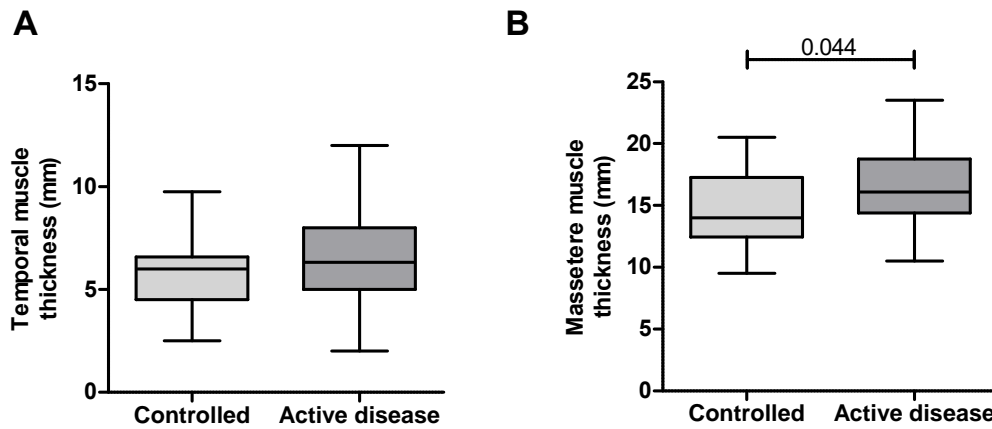 A
Temporal muscle
thickness (mm)
15
10
5
0
Controlled
Active disease
B
0.044
Massetere muscle
thickness (mm)
25
20
15
10
5
0
Controlled
Active disease